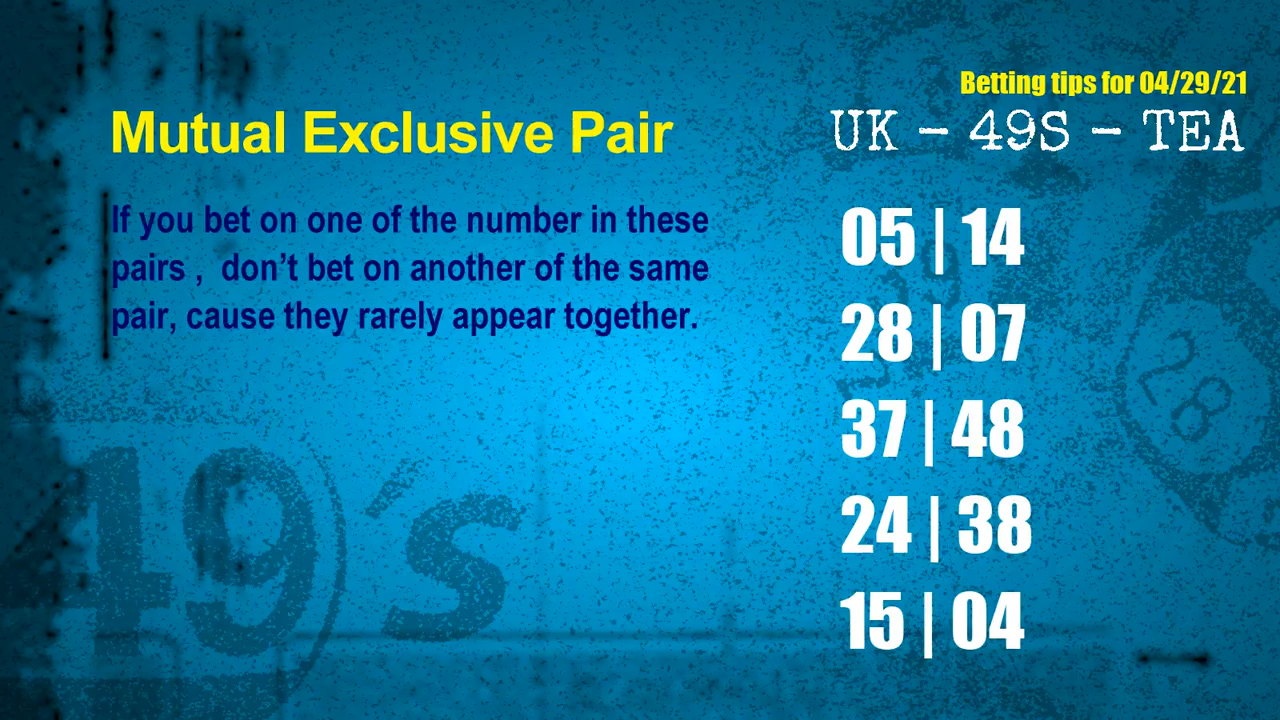 Betting tips for 04/29/21
Mutual Exclusive Pair
UK - 49S - TEA
If you bet on one of the number in these
pairs ,  don't bet on another of the same
pair, cause they rarely appear together.
05 | 14
28 | 07
37 | 48
24 | 38
15 | 04
49's
28